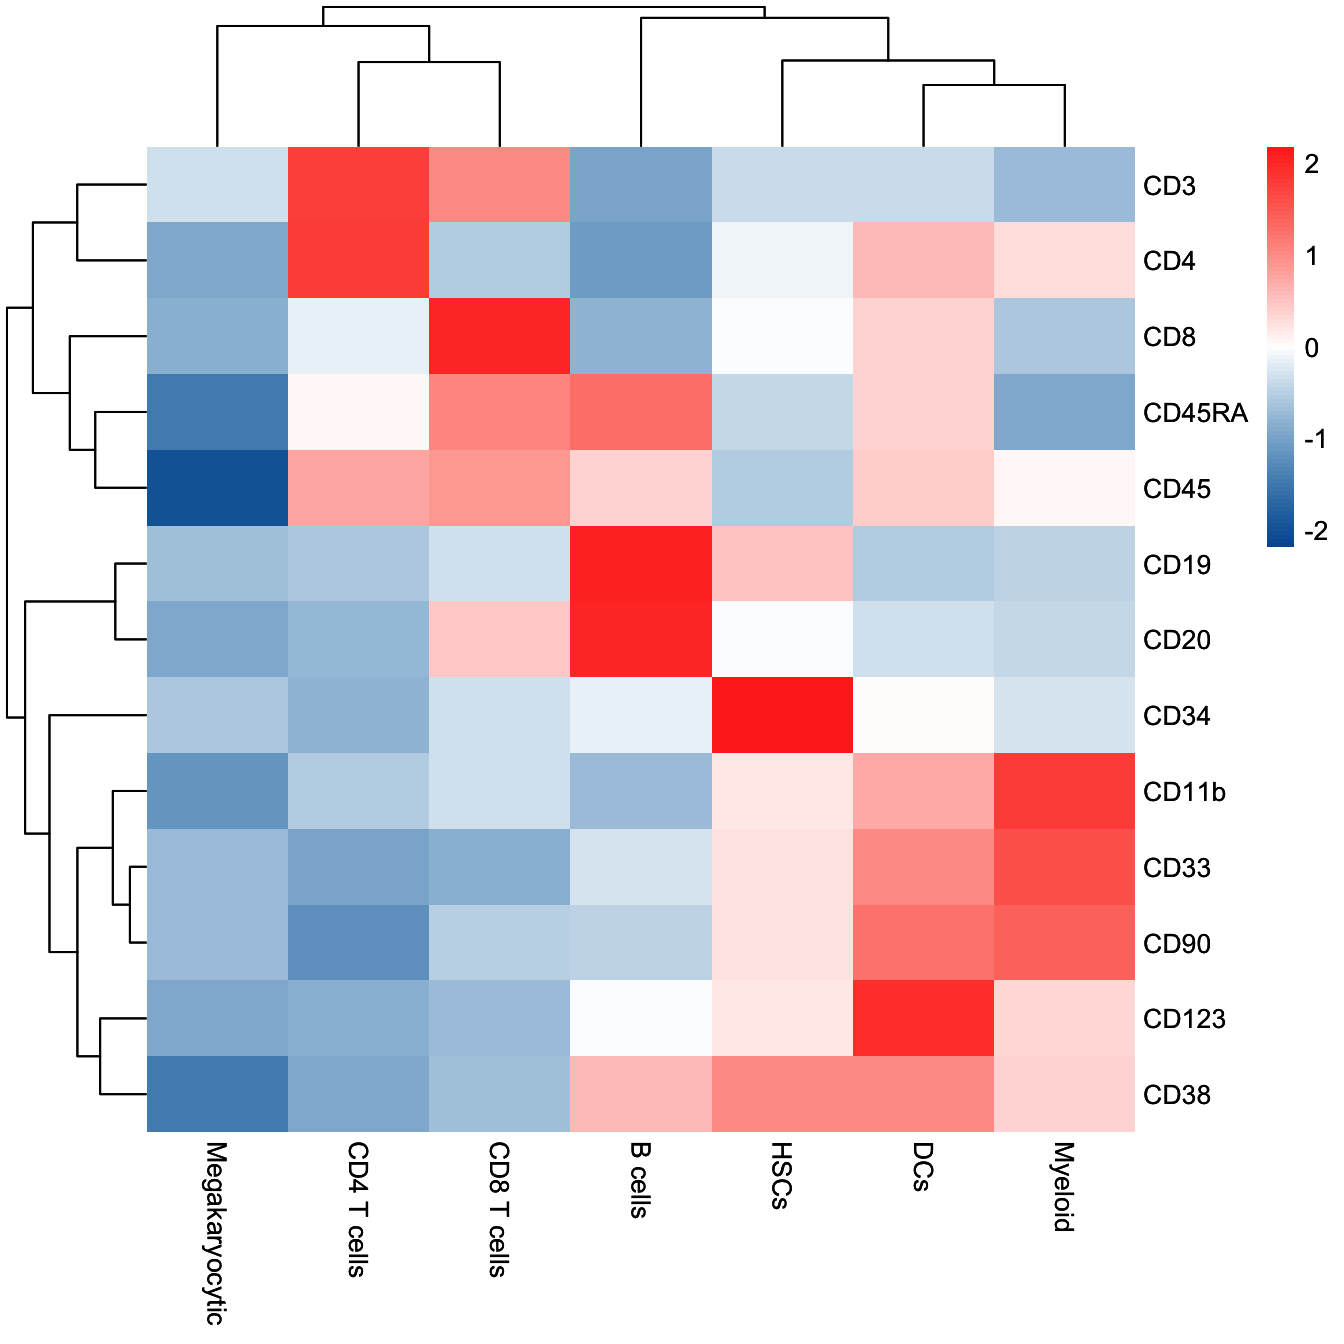 CD3
CD4
CD8
CD45RA
CD45
CD19
CD20
CD34
CD11b
CD33
CD90
CD123
CD38
2
1
0
-1
-2
Megakaryocytic
CD4 T cells
CD8 T cells
B cells
HSCs
DCs
Myeloid